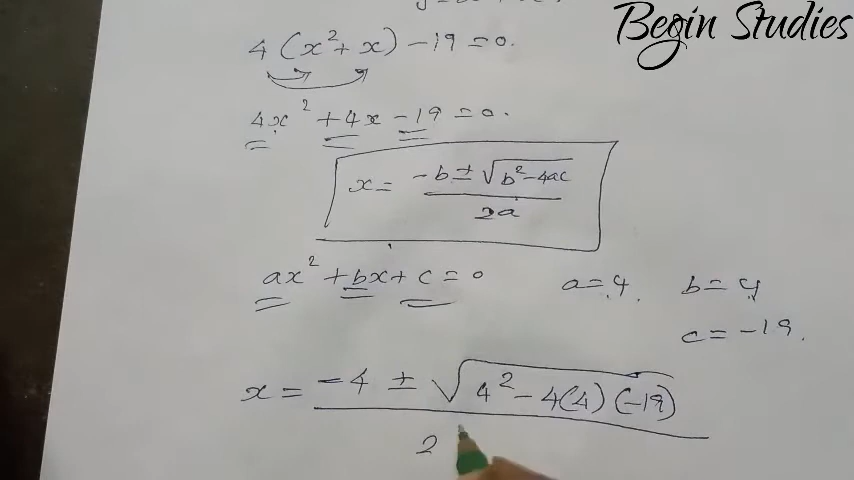 Begin Studies
4 (x² + x) - 19 = 0.
4x² + 4x - 19 = 0.
x = -b ± √b² - 4ac / 2a
ax² + bx + c = 0 a = 4. b = 4
c = -19.
x = -4 ± √4² - 4(4)(-19)
2